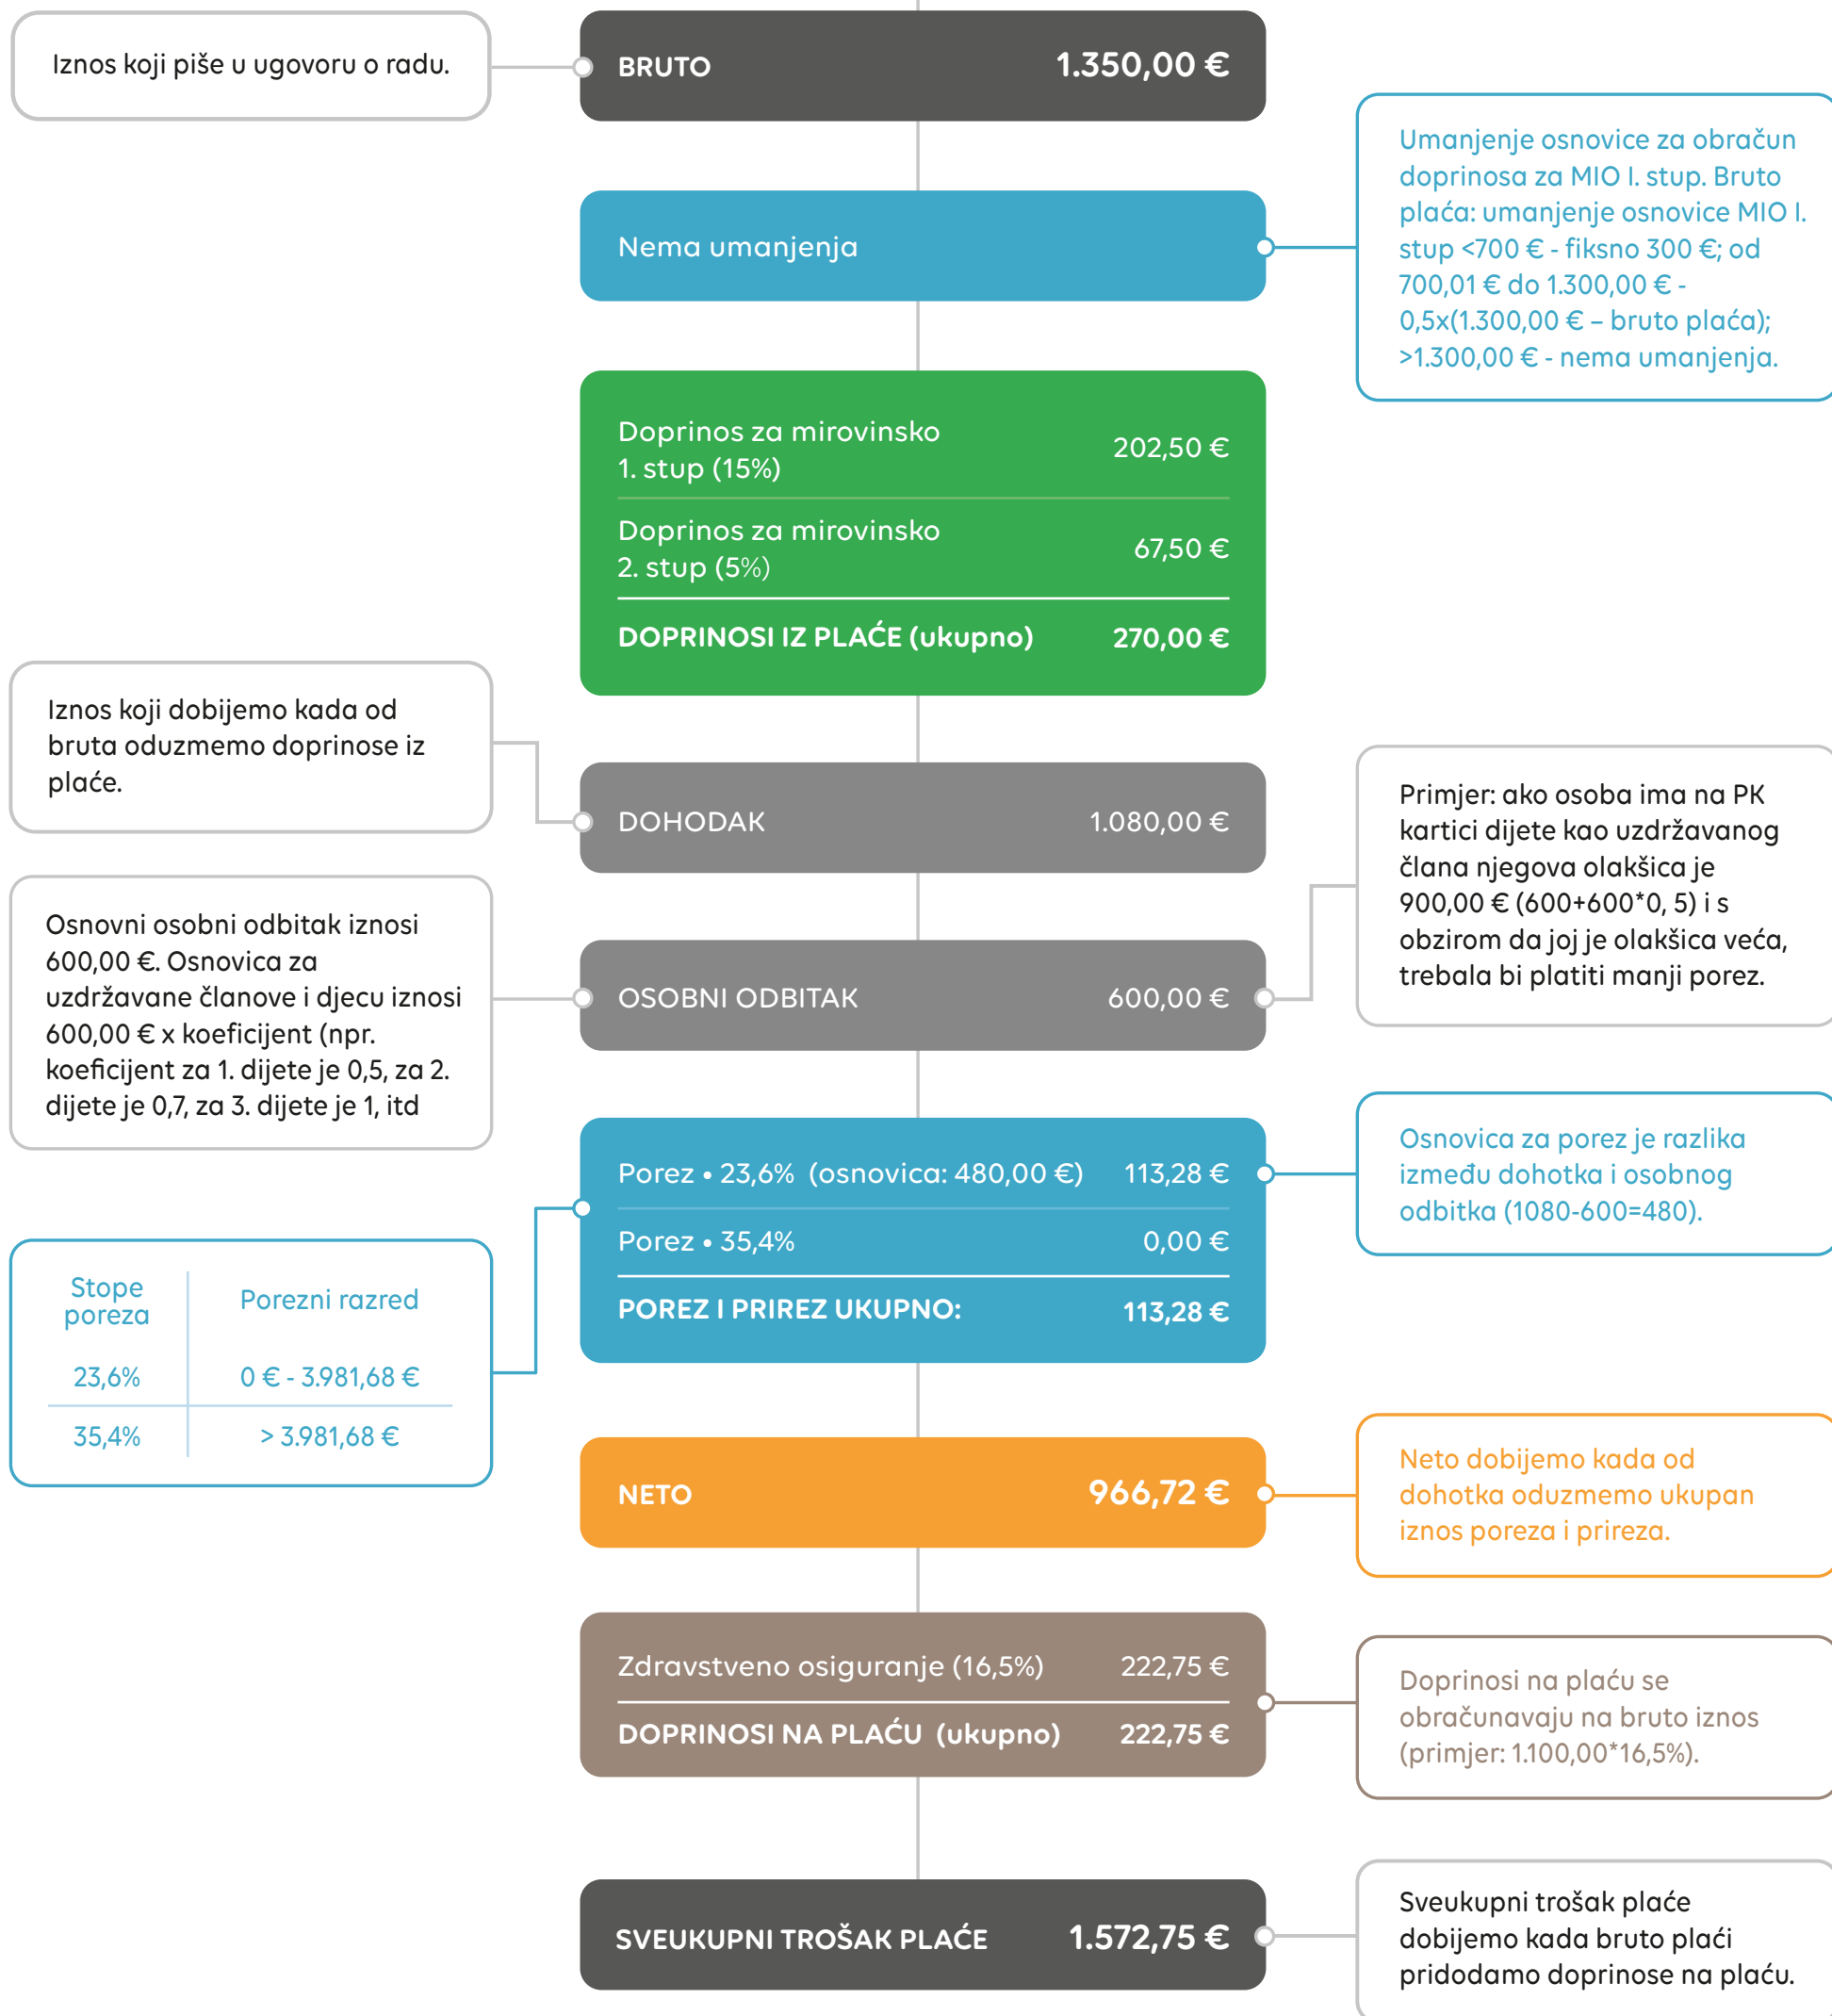 Iznos koji piše u ugovoru o radu.
BRUTO 1.350,00 €
Nema umanjenja
Umanjenje osnovice za obračun
doprinosa za MIO I. stup. Bruto
plaća: umanjenje osnovice MIO I.
stup <700 € - fiksno 300 €; od
700,01 € do 1.300,00 € -
0,5x(1.300,00 € – bruto plaća);
>1.300,00 € - nema umanjenja.
Doprinos za mirovinsko
1. stup (15%) 202,50 €
Doprinos za mirovinsko
2. stup (5%) 67,50 €
DOPRINOSI IZ PLAĆE (ukupno) 270,00 €
Iznos koji dobijemo kada od
bruta oduzmemo doprinose iz
plaće.
DOHODAK 1.080,00 €
Primjer: ako osoba ima na PK
kartici dijete kao uzdržavanog
člana njegova olakšica je
900,00 € (600+600*0, 5) i s
obzirom da joj je olakšica veća,
trebala bi platiti manji porez.
Osnovni osobni odbitak iznosi
600,00 €. Osnovica za
uzdržavane članove i djecu iznosi
600,00 € x koeficijent (npr.
koeficijent za 1. dijete je 0,5, za 2.
dijete je 0,7, za 3. dijete je 1, itd
OSOBNI ODBITAK 600,00 €
Porez • 23,6% (osnovica: 480,00 €) 113,28 €
Porez • 35,4% 0,00 €
POREZ I PRIREZ UKUPNO: 113,28 €
Osnovica za porez je razlika
između dohotka i osobnog
odbitka (1080-600=480).
Stope
poreza
Porezni razred
23,6% 0 € - 3.981,68 €
35,4% > 3.981,68 €
NETO 966,72 €
Neto dobijemo kada od
dohotka oduzmemo ukupan
iznos poreza i prireza.
Zdravstveno osiguranje (16,5%) 222,75 €
DOPRINOSI NA PLAĆU (ukupno) 222,75 €
Doprinosi na plaću se
obračunavaju na bruto iznos
(primjer: 1.100,00*16,5%).
SVEUKUPNI TROŠAK PLAĆE 1.572,75 €
Sveukupni trošak plaće
dobijemo kada bruto plaći
pridodamo doprinose na plaću.